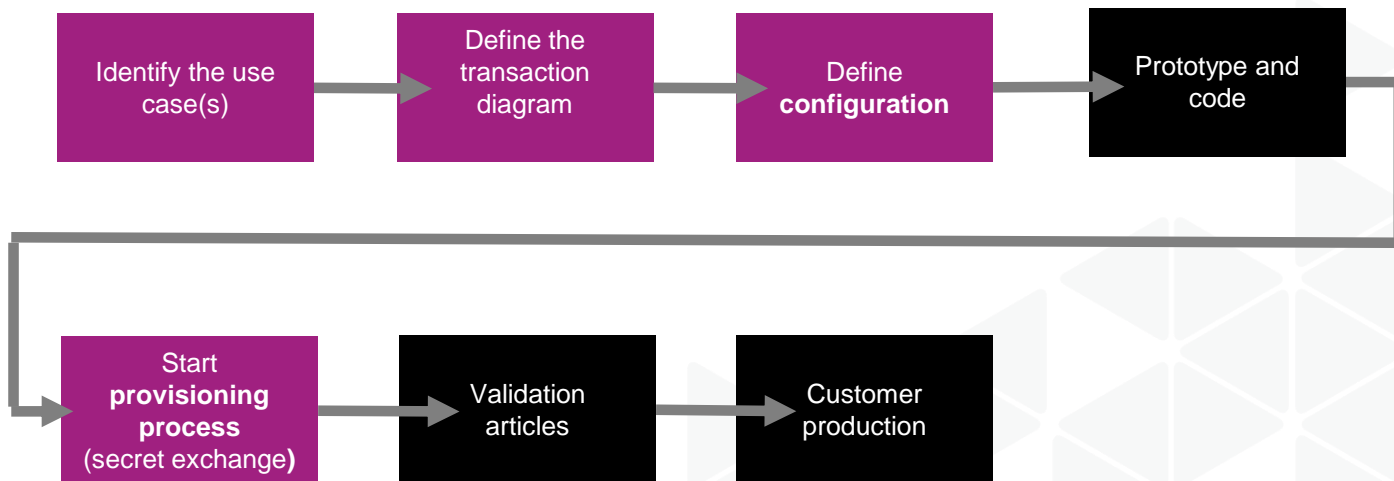 Identify the use
case(s)
Define the
transaction
diagram
Define
configuration
Prototype and
code
Start
provisioning
process
(secret exchange)
Validation
articles
Customer
production